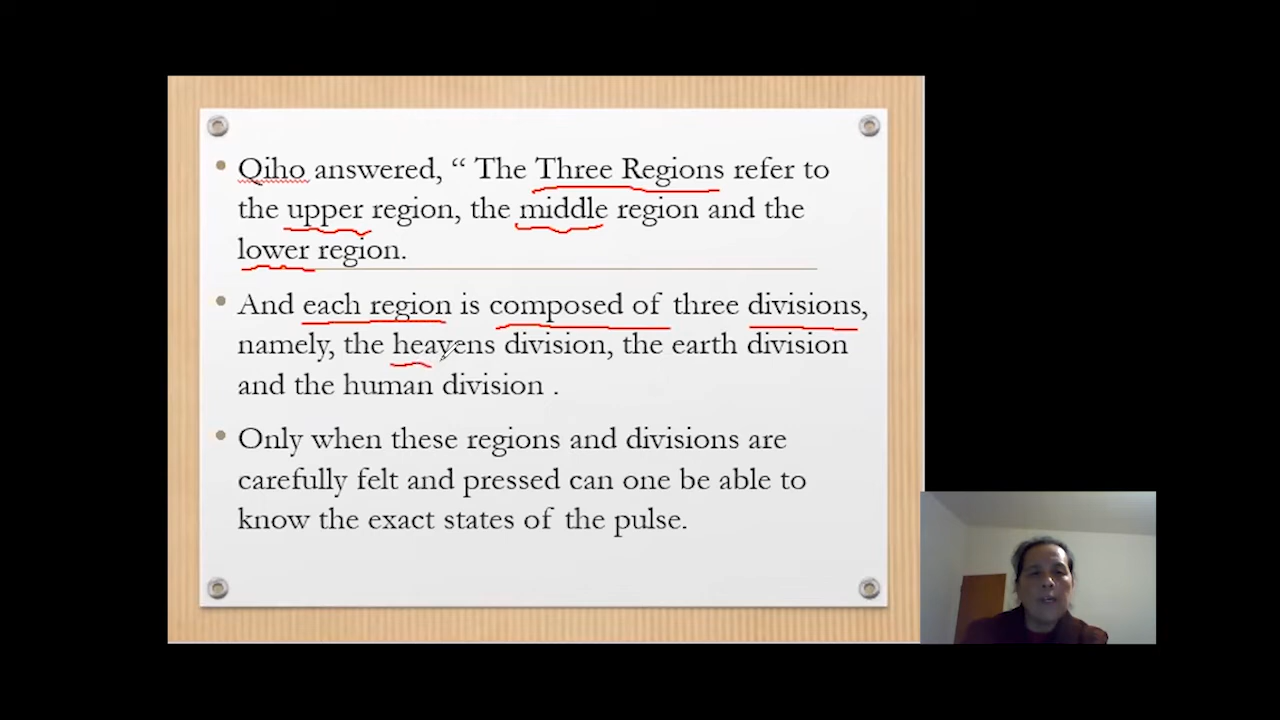 • Qiho answered, “ The Three Regions refer to
the upper region, the middle region and the
lower region.
• And each region is composed of three divisions,
namely, the heavens division, the earth division
and the human division .
• Only when these regions and divisions are
carefully felt and pressed can one be able to
know the exact states of the pulse.